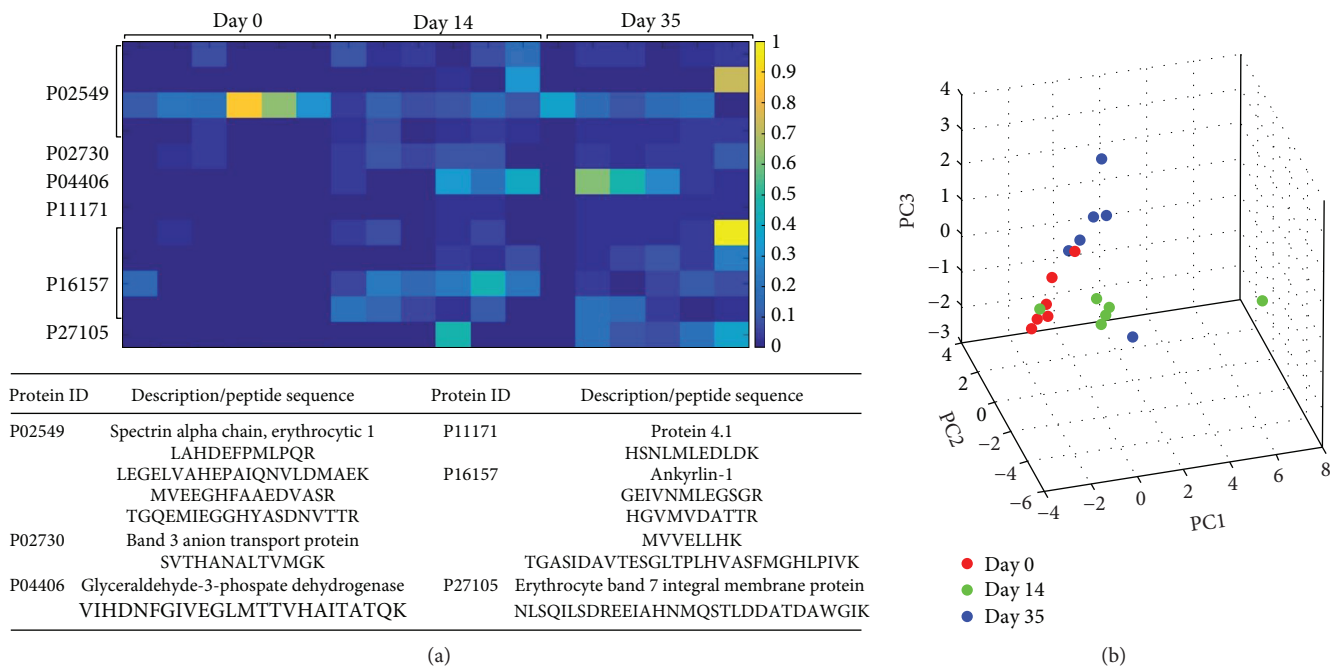 Day 0 Day 14 Day 35
P02549
P02730
P04406
P11171
P16157
P27105
1
0.9
0.8
0.7
0.6
0.5
0.4
0.3
0.2
0.1
0
Protein ID Description/peptide sequence Protein ID Description/peptide sequence
P02549 Spectrin alpha chain, erythrocytic 1 P11171 Protein 4.1
LAHDEFPMLPQR HSNLMLEDLDK
LEGELVAHEPAIQNVLDMAEK P16157 Ankyrlin-1
MVEEGHFAAEDVASR GEIVNMLEGSGR
TGQEMIEGGHYASDNVTTR HGVMVDATTR
P02730 Band 3 anion transport protein MVVELLHK
SVTHANALTVMGK TGASIDAVTESGLTPLHVASFMGHLPIVK
P04406 Glyceraldehyde-3-phospate dehydrogenase P27105 Erythrocyte band 7 integral membrane protein
VIHDNFGIVEGLMTTVHAITATQK NLSQILSDREEIAHNMQSTLDDATDAWGIK
(a)
4
3
2
1
0
−1
−2
−3
PC3
4
2
0
−2
−4
−6
PC2
−4 −2 0 2 4 6 8
PC1
Day 0
Day 14
Day 35
(b)